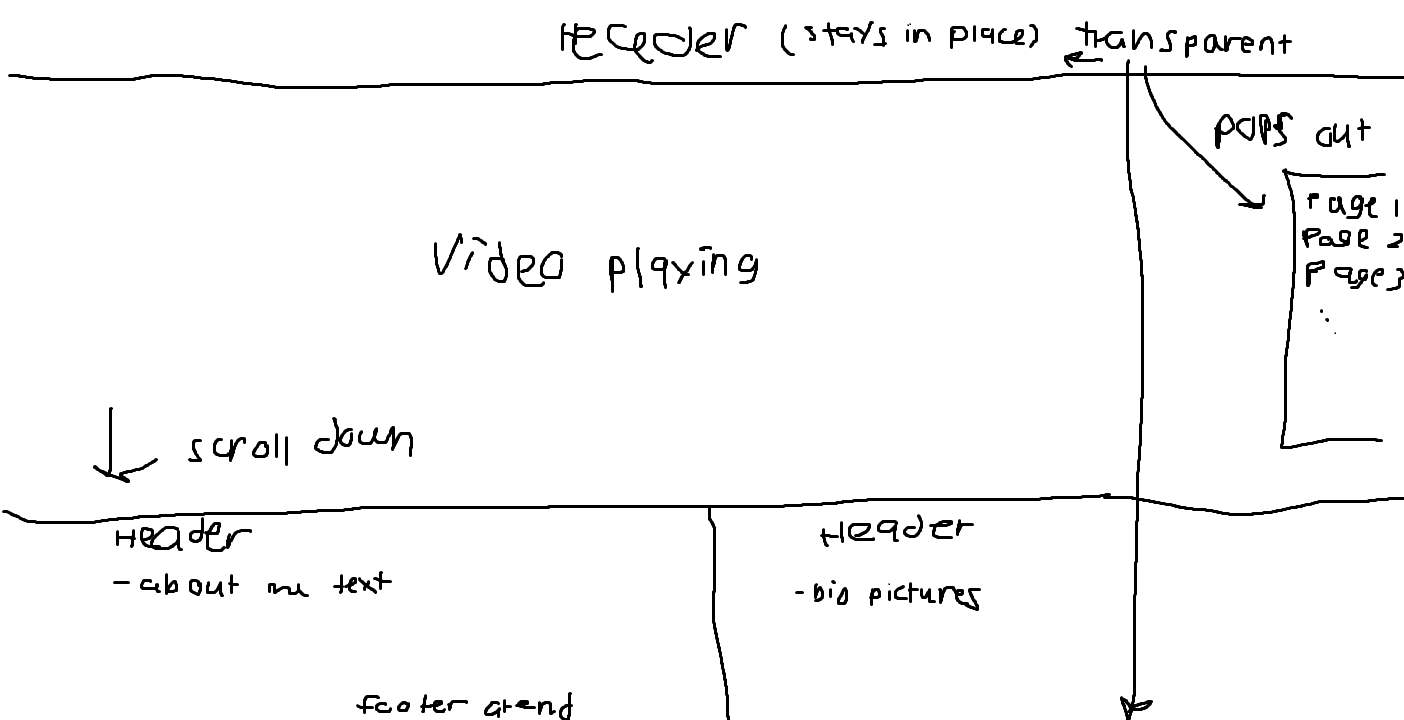 Header (stays in place) transparent
pops out
Page 1
Page 2
Page 3
Video playing
scroll down
Header
- about me text
Header
- bio pictures
footer at end